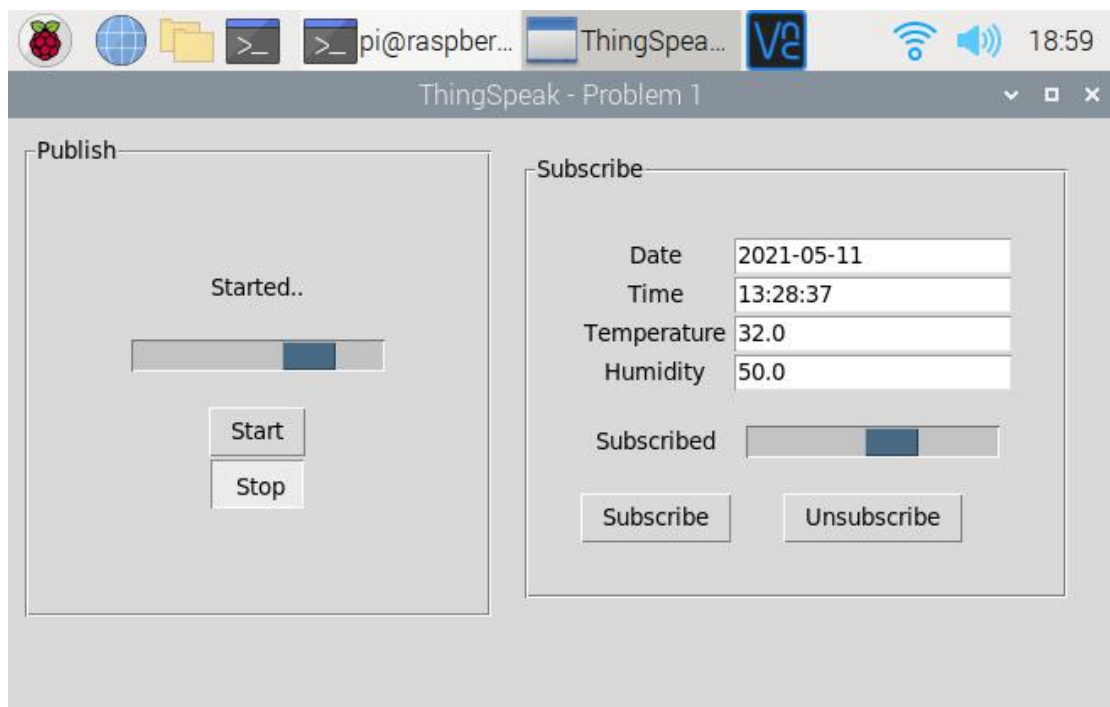 pi@raspber... ThingSpea... 18:59
ThingSpeak - Problem 1
Publish
Started..
Start
Stop
Subscribe
Date 2021-05-11
Time 13:28:37
Temperature 32.0
Humidity 50.0
Subscribed
Subscribe Unsubscribe